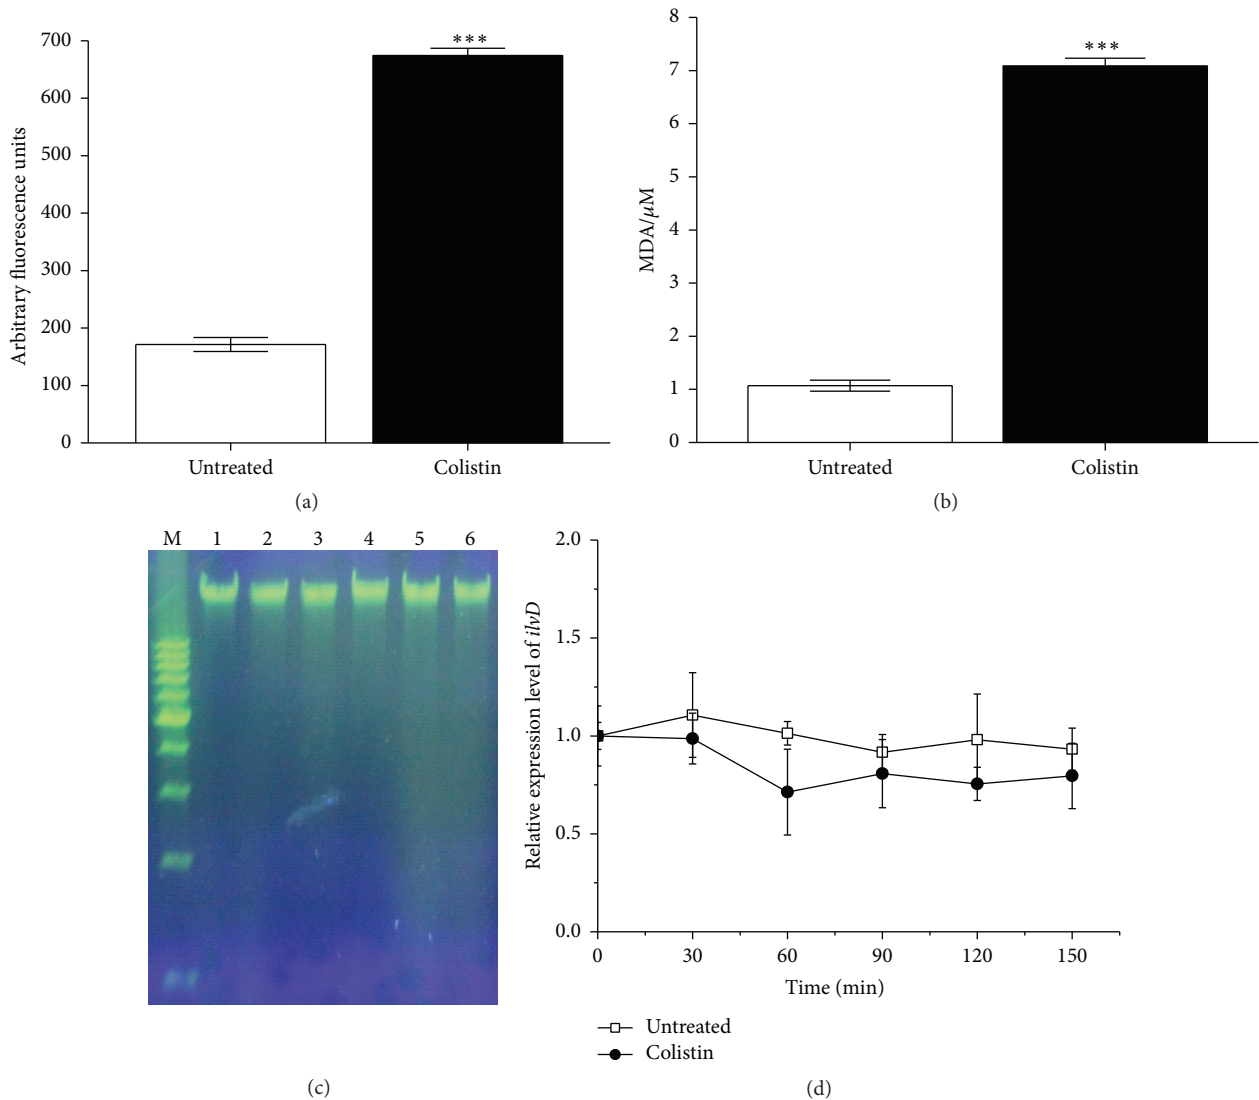 700
600
500
400
300
200
100
0
Arbitrary fluorescence units
***
Untreated
Colistin
(a)
8
7
6
5
4
3
2
1
0
MDA/μM
***
Untreated
Colistin
(b)
M 1 2 3 4 5 6
(c)
2.0
1.5
1.0
0.5
0.0
Relative expression level of ilvD
0 30 60 90 120 150
Time (min)
Untreated
Colistin
(d)